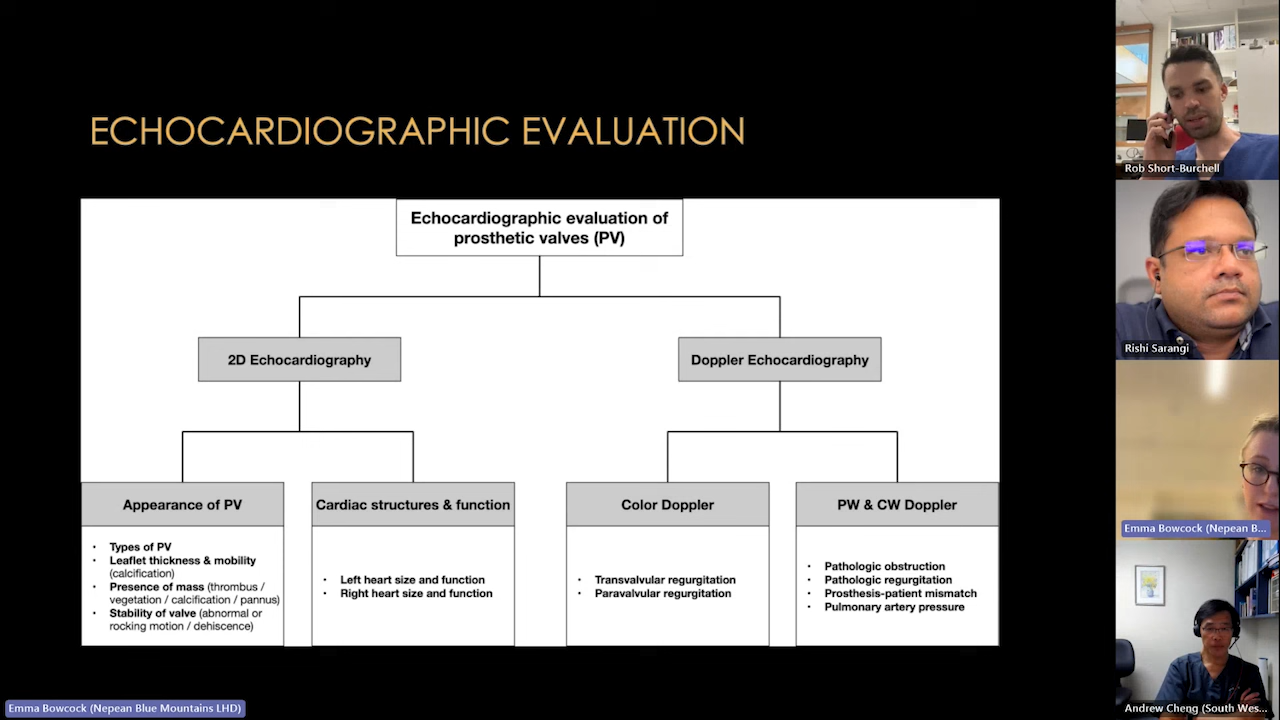 ECHOCARDIOGRAPHIC EVALUATION
Echocardiographic evaluation of
prosthetic valves (PV)
2D Echocardiography
Doppler Echocardiography
Appearance of PV
• Types of PV
• Leaflet thickness & mobility
(calcification)
• Presence of mass (thrombus /
vegetation / calcification / pannus)
• Stability of valve (abnormal or
rocking motion / dehiscence)
Cardiac structures & function
• Left heart size and function
• Right heart size and function
Color Doppler
• Transvalvular regurgitation
• Paravalvular regurgitation
PW & CW Doppler
• Pathologic obstruction
• Pathologic regurgitation
• Prosthesis-patient mismatch
• Pulmonary artery pressure
Rob Short-Burchell
Rishi Sarangi
Emma Bowcock (Nepean B...
Andrew Cheng (South Wes...
Emma Bowcock (Nepean Blue Mountains LHD)